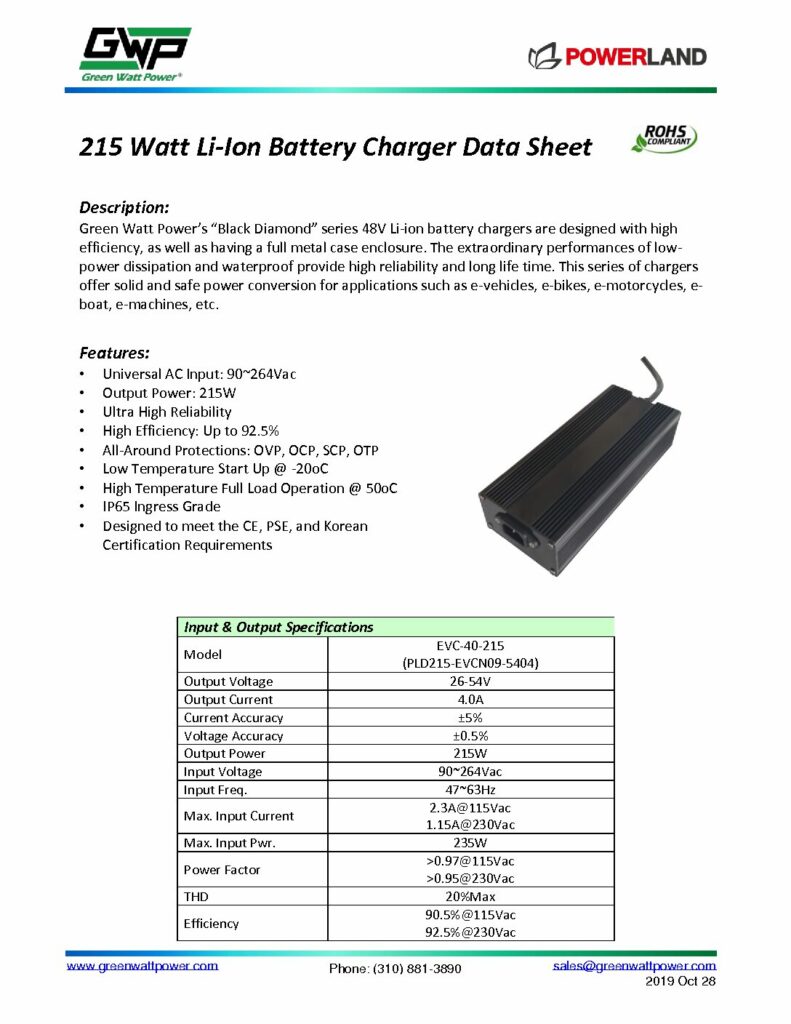 GWP
Green Watt Power®
POWERLAND
215 Watt Li-Ion Battery Charger Data Sheet
ROHS
COMPLIANT
Description:
Green Watt Power’s “Black Diamond” series 48V Li-ion battery chargers are designed with high
efficiency, as well as having a full metal case enclosure. The extraordinary performances of low-
power dissipation and waterproof provide high reliability and long life time. This series of chargers
offer solid and safe power conversion for applications such as e-vehicles, e-bikes, e-motorcycles, e-
boat, e-machines, etc.
Features:
• Universal AC Input: 90~264Vac
• Output Power: 215W
• Ultra High Reliability
• High Efficiency: Up to 92.5%
• All-Around Protections: OVP, OCP, SCP, OTP
• Low Temperature Start Up @ -20oC
• High Temperature Full Load Operation @ 50oC
• IP65 Ingress Grade
• Designed to meet the CE, PSE, and Korean
Certification Requirements
Input & Output Specifications
Model EVC-40-215
(PLD215-EVCN09-5404)
Output Voltage 26-54V
Output Current 4.0A
Current Accuracy ±5%
Voltage Accuracy ±0.5%
Output Power 215W
Input Voltage 90~264Vac
Input Freq. 47~63Hz
Max. Input Current 2.3A@115Vac
1.15A@230Vac
Max. Input Pwr. 235W
Power Factor >0.97@115Vac
>0.95@230Vac
THD 20%Max
Efficiency 90.5%@115Vac
92.5%@230Vac
www.greenwattpower.com Phone: (310) 881-3890 sales@greenwattpower.com
2019 Oct 28